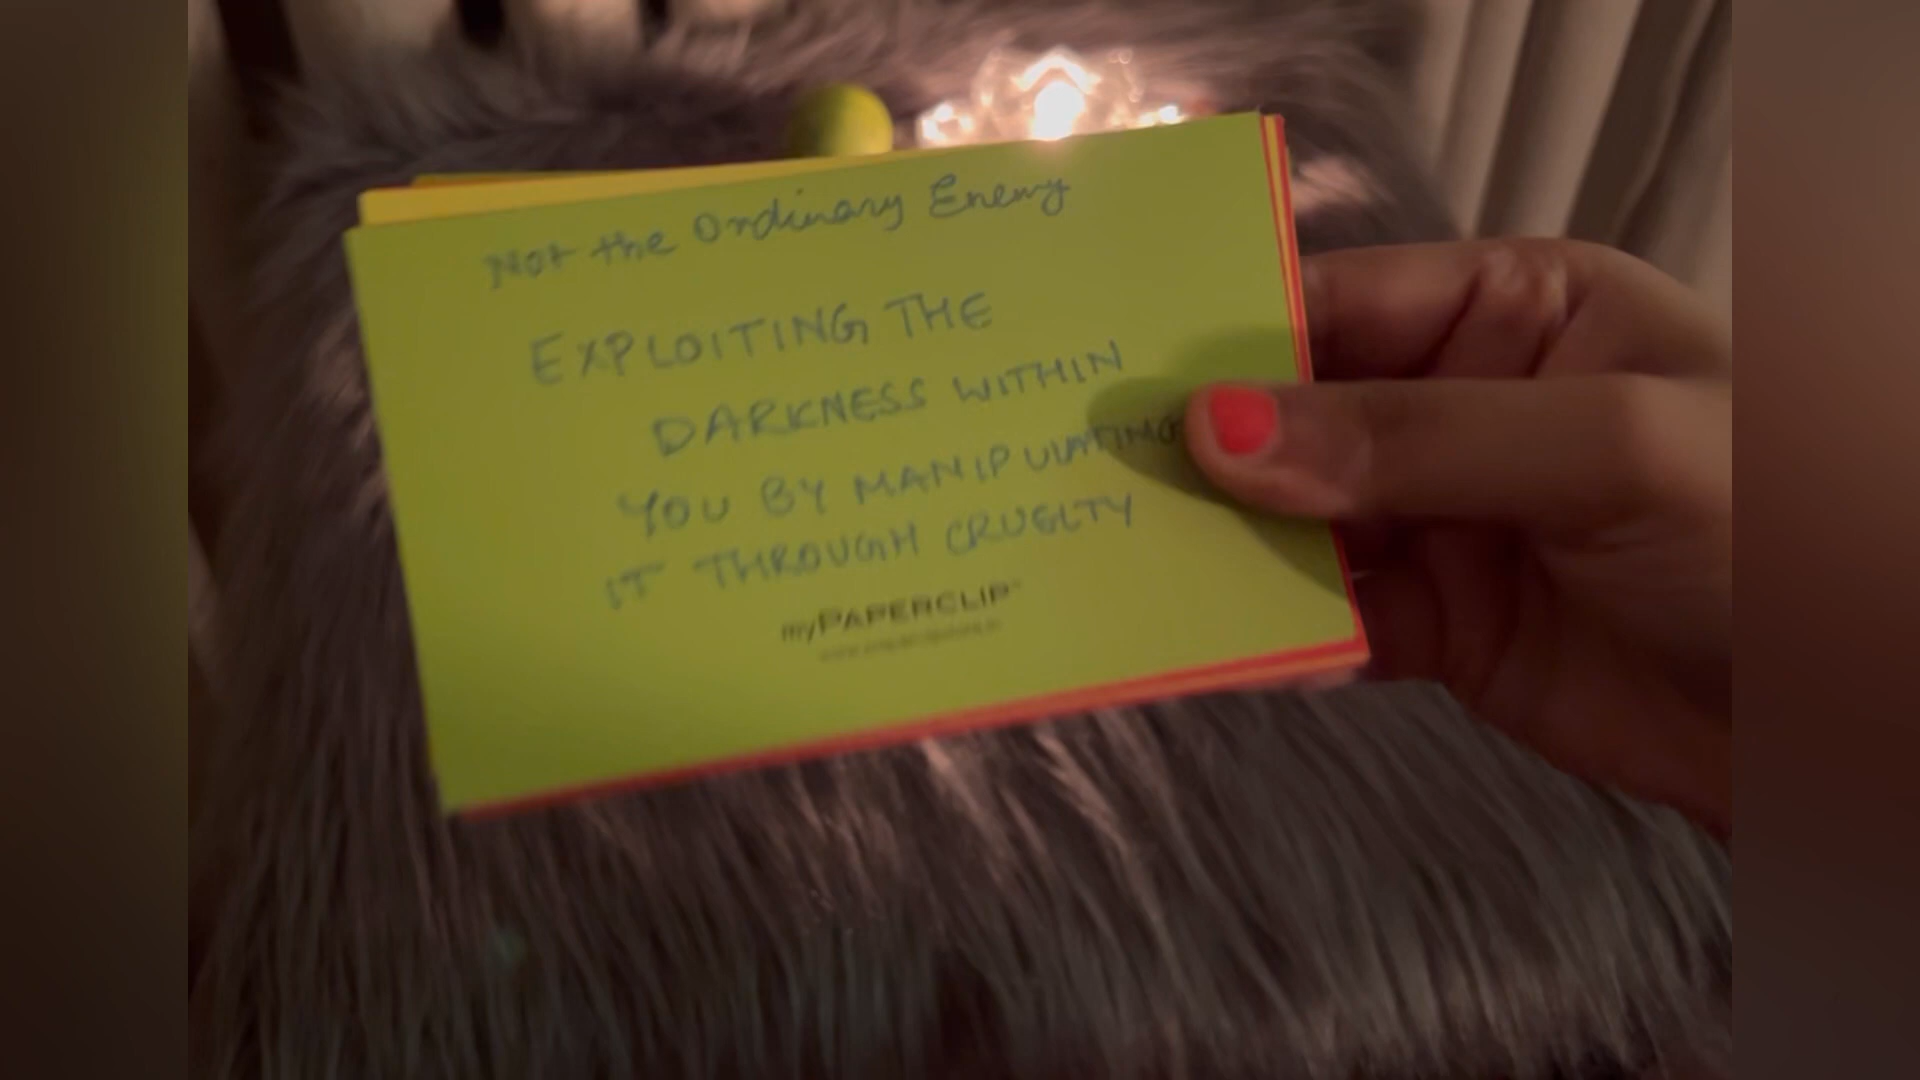 Not the Ordinary Enemy
EXPLOITING THE
DARKNESS WITHIN
YOU BY MANIPULATING
IT THROUGH CRUELTY
myPAPERCLIP